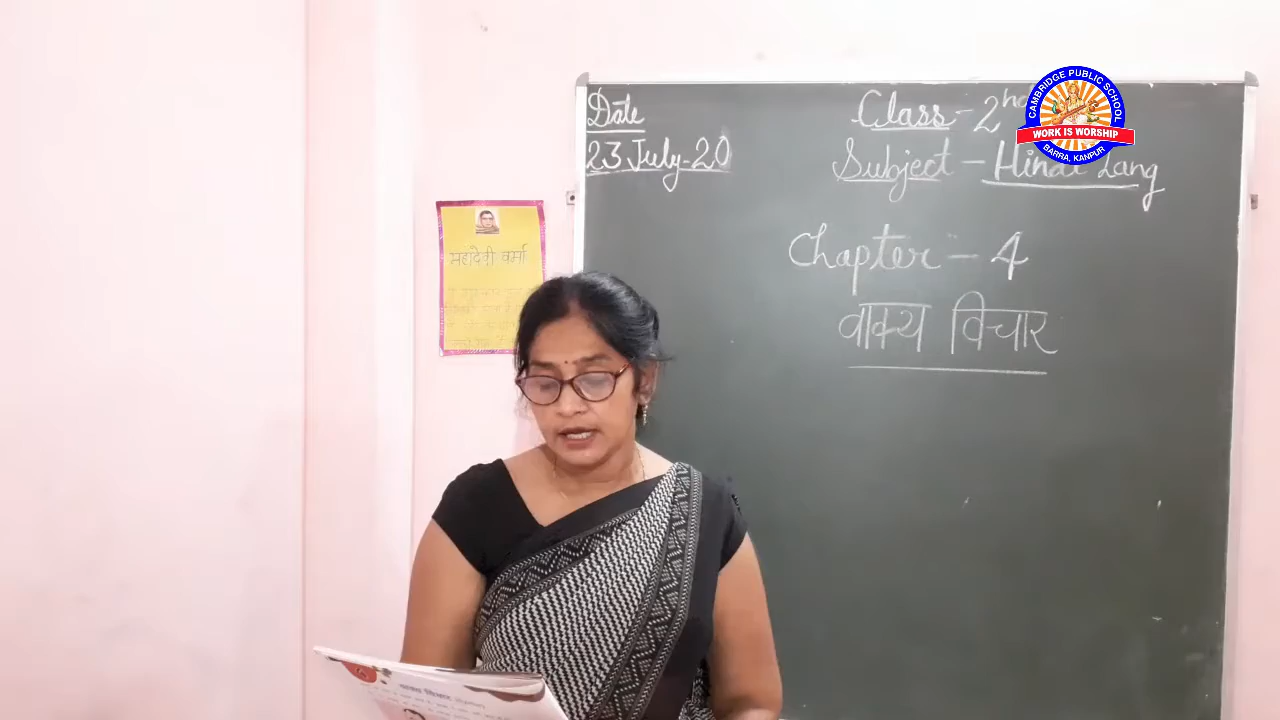 Date
23 July-20
Class - 2nd
Subject - Hindi Lang
Chapter - 4
वाक्य विचार
CAMBRIDGE PUBLIC SCHOOL
WORK IS WORSHIP
BARRA, KANPUR
महादेवी वर्मा
वाक्य विचार